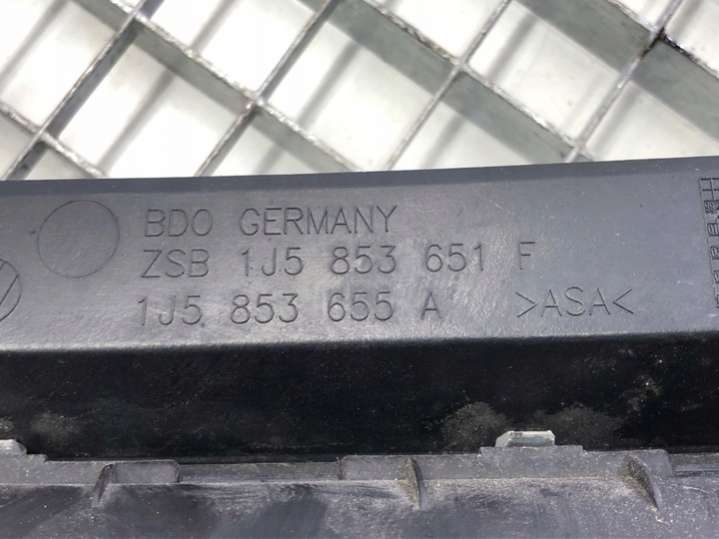 BDO GERMANY
ZSB 1J5 853 651 F
1J5 853 655 A >ASA<